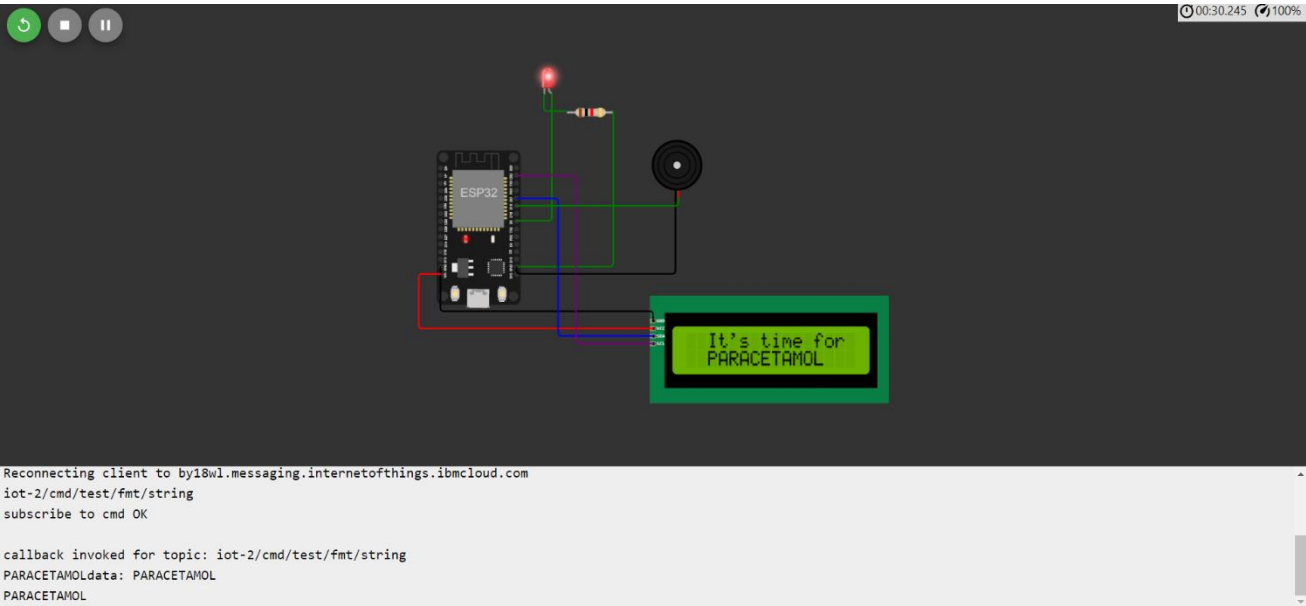 00:30.245 100%
ESP32
It's time for
PARACETAMOL
Reconnecting client to by18wl.messaging.internetofthings.ibmcloud.com
iot-2/cmd/test/fmt/string
subscribe to cmd OK
callback invoked for topic: iot-2/cmd/test/fmt/string
PARACETAMOLdata: PARACETAMOL
PARACETAMOL